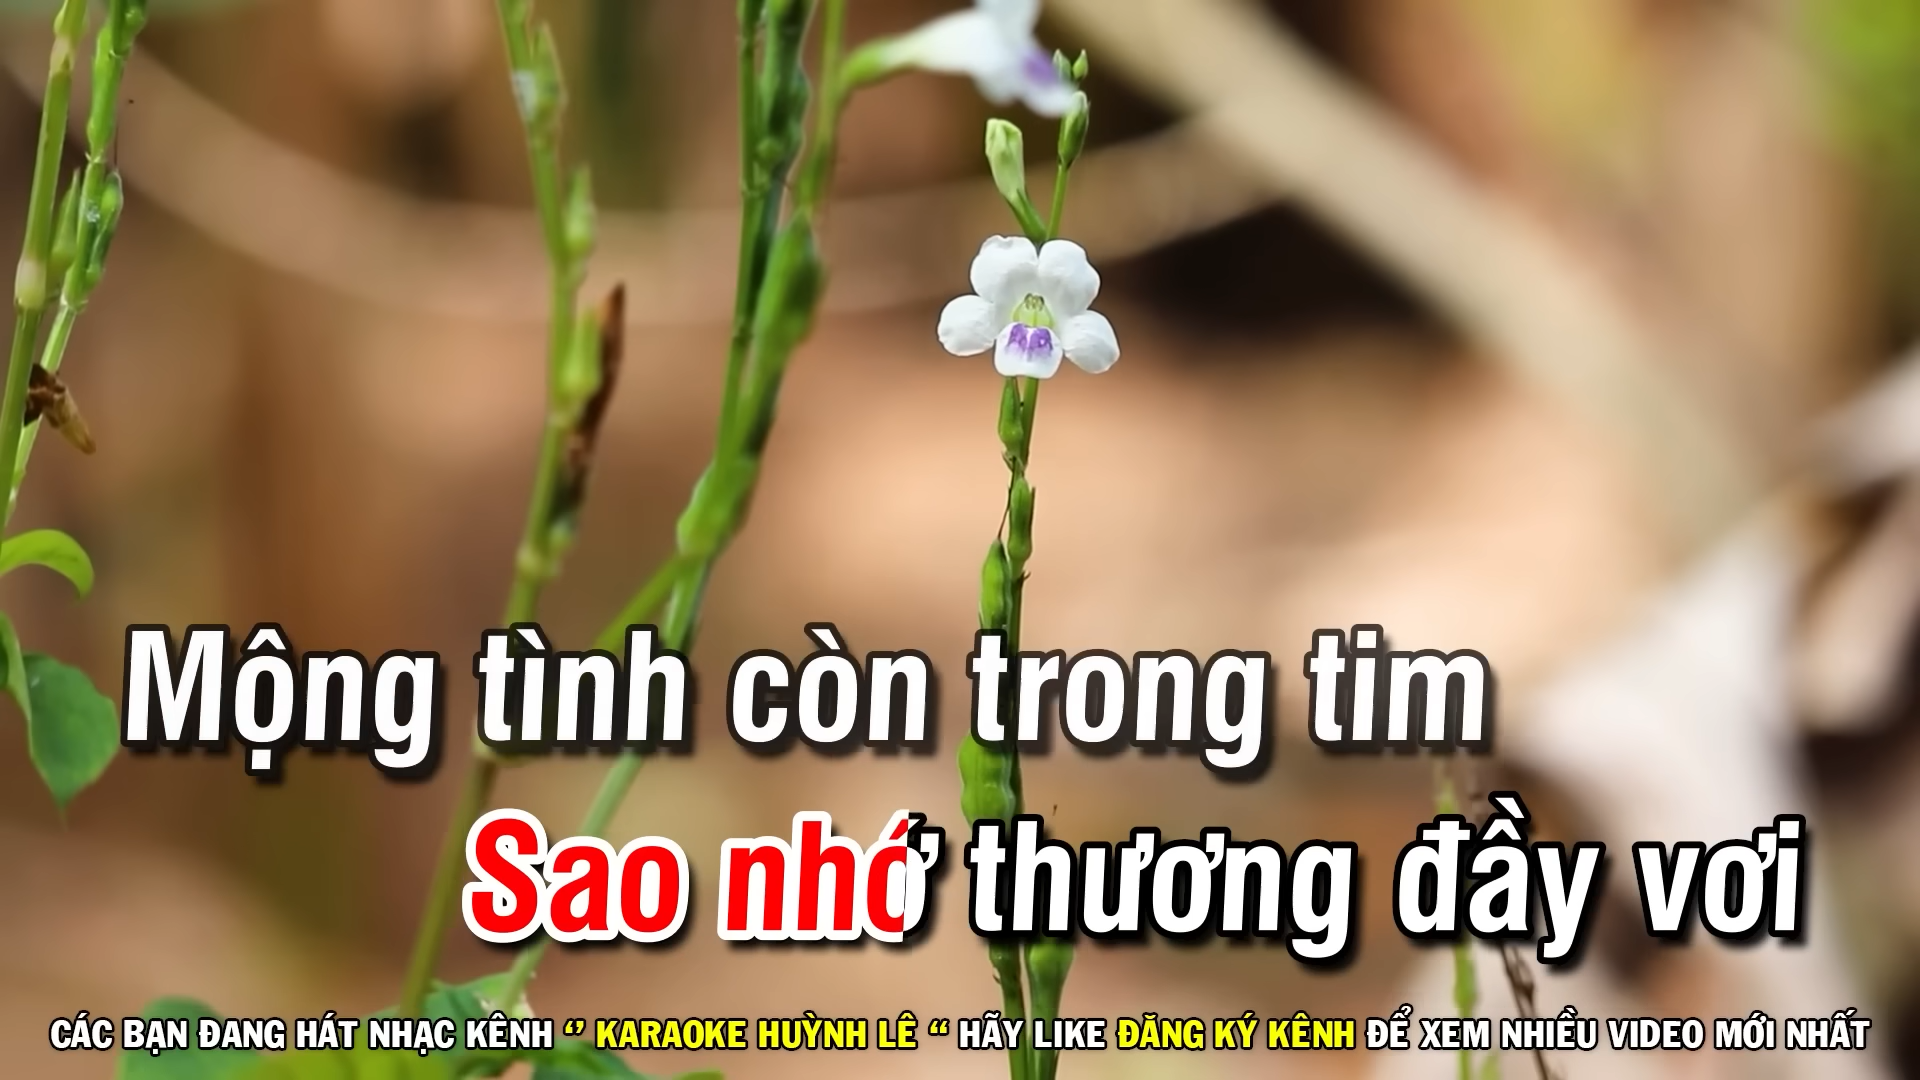 Mộng tình còn trong tim
Sao nhớ thương đầy vơi
CÁC BẠN ĐANG HÁT NHẠC KÊNH ‘’ KARAOKE HUỲNH LÊ “ HÃY LIKE ĐĂNG KÝ KÊNH ĐỂ XEM NHIỀU VIDEO MỚI NHẤT